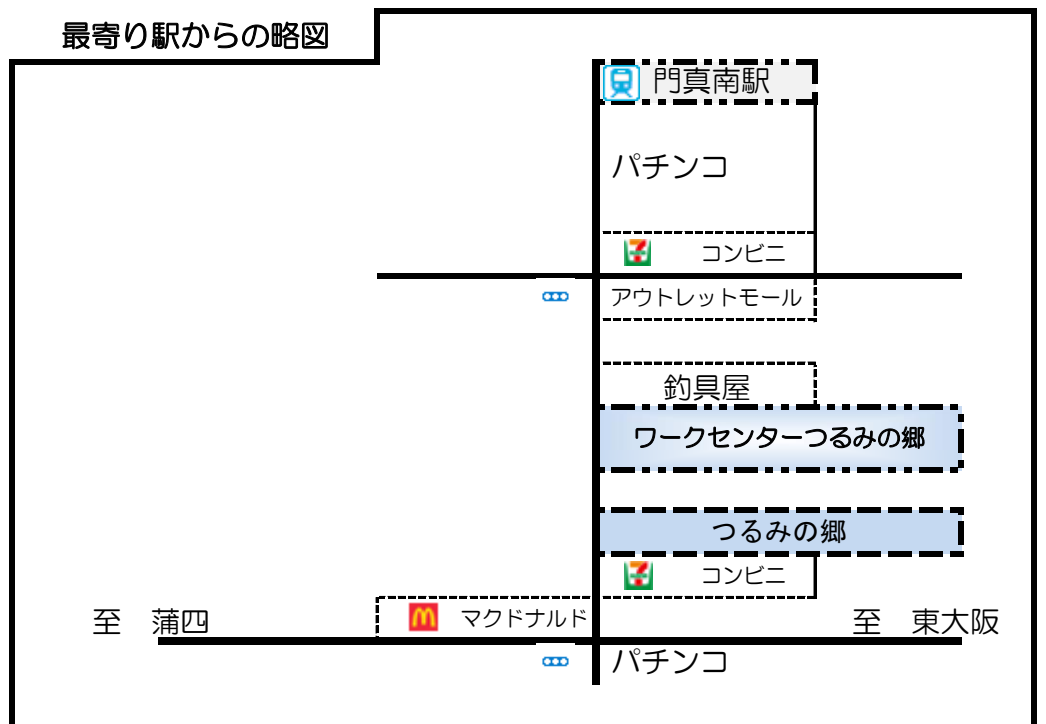 最寄り駅からの略図
門真南駅
パチンコ
コンビニ
アウトレットモール
釣具屋
ワークセンターつるみの郷
つるみの郷
コンビニ
マクドナルド
至　蒲四
至　東大阪
パチンコ